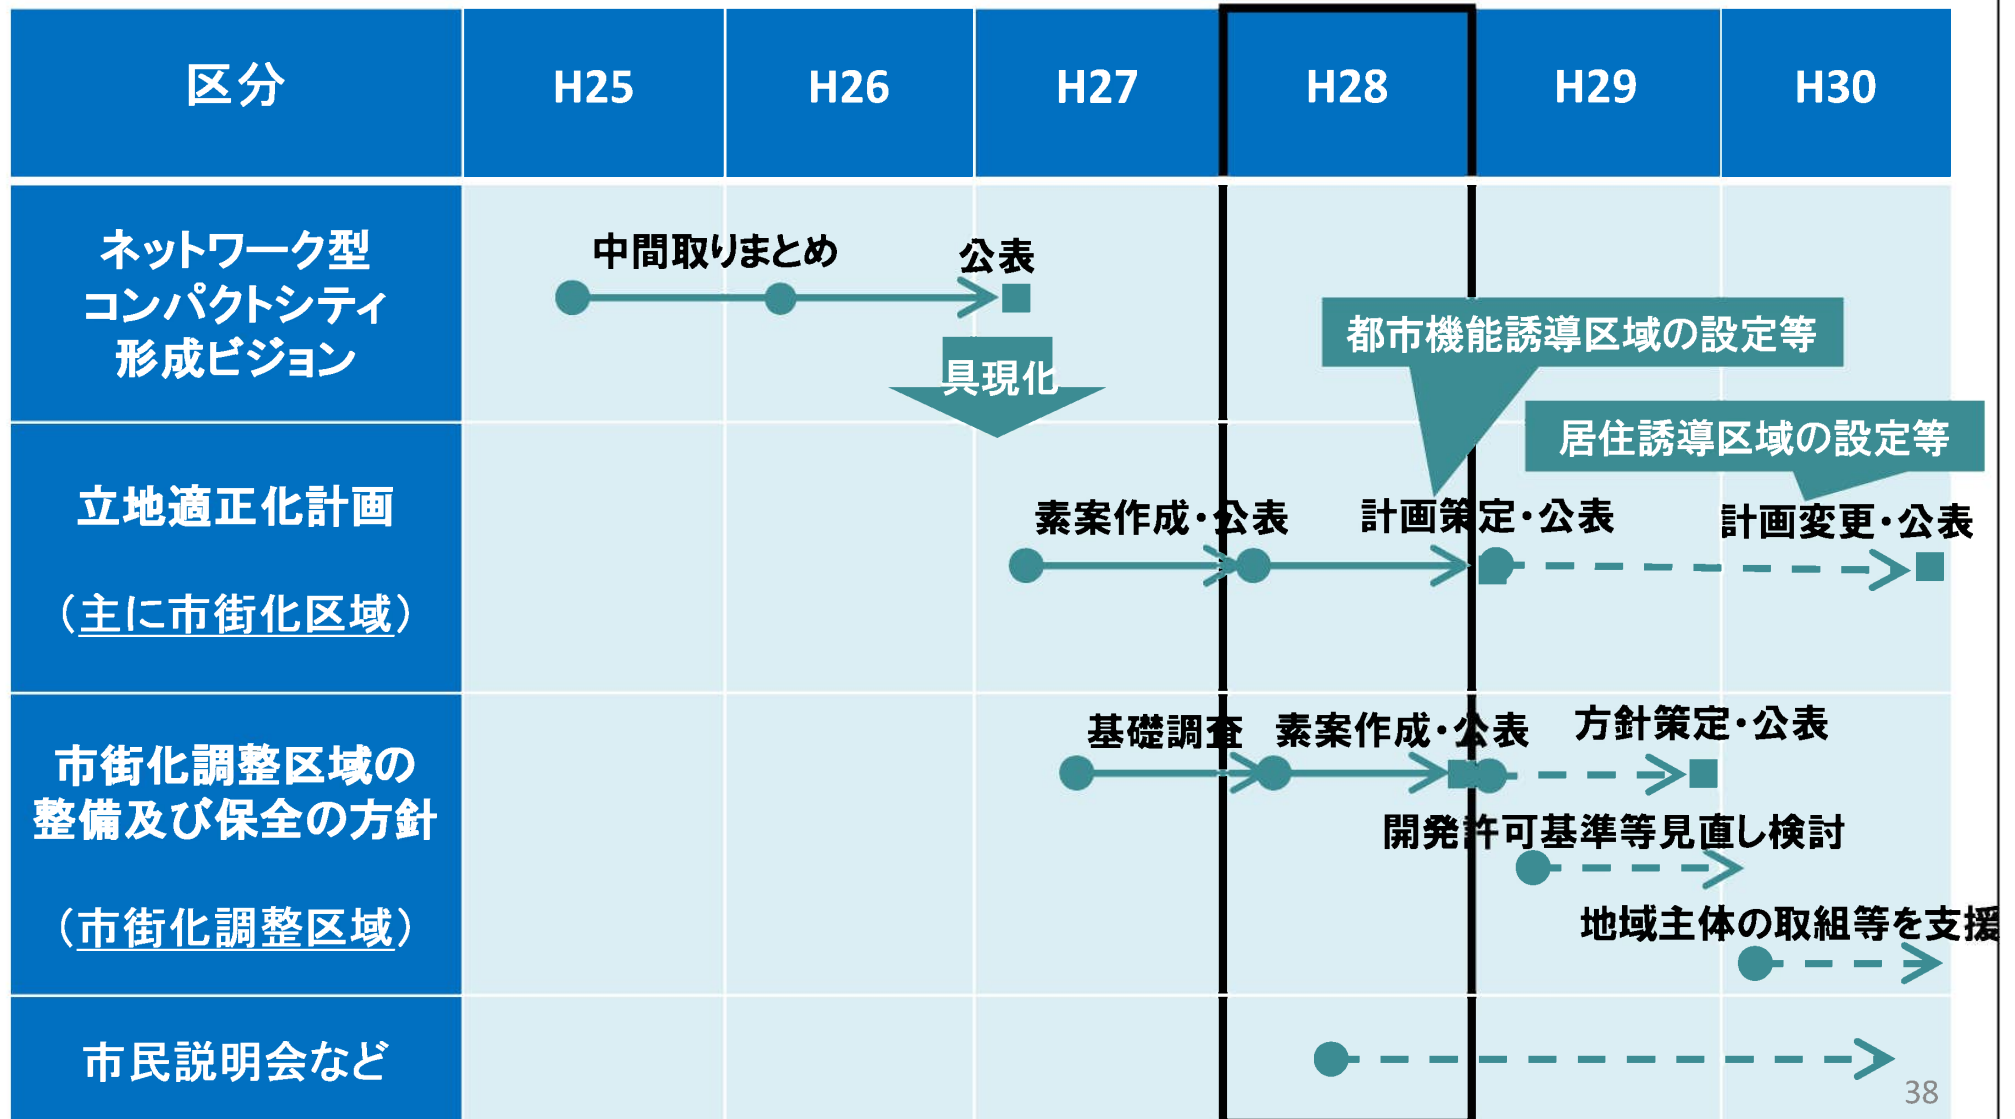 区分
H25
H26
H27
H28
H29
H30
ネットワーク型
コンパクトシティ
形成ビジョン
中間取りまとめ
公表
具現化
都市機能誘導区域の設定等
居住誘導区域の設定等
立地適正化計画
（主に市街化区域）
素案作成・公表
計画策定・公表
計画変更・公表
市街化調整区域の
整備及び保全の方針
（市街化調整区域）
基礎調査
素案作成・公表
方針策定・公表
開発許可基準等見直し検討
地域主体の取組等を支援
市民説明会など
38